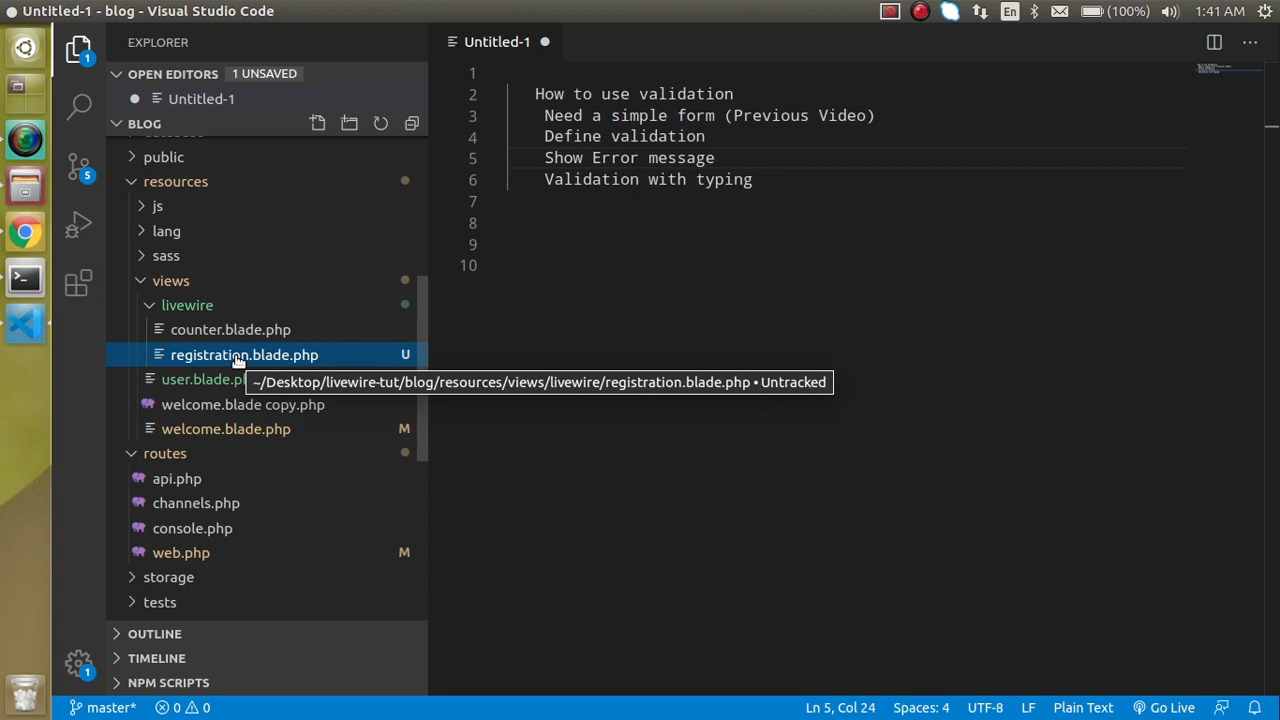 Untitled-1 - blog - Visual Studio Code
En
(100%)
1:41 AM
1
5
1
EXPLORER
OPEN EDITORS 1 UNSAVED
Untitled-1
BLOG
public
resources
js
lang
sass
views
livewire
counter.blade.php
registration.blade.php U
~/Desktop/livewire-tut/blog/resources/views/livewire/registration.blade.php • Untracked
welcome.blade copy.php
welcome.blade.php M
routes
api.php
channels.php
console.php
web.php M
storage
tests
OUTLINE
TIMELINE
NPM SCRIPTS
Untitled-1
1
2 How to use validation
3 Need a simple form (Previous Video)
4 Define validation
5 Show Error message
6 Validation with typing
7
8
9
10
master* 0 0 Ln 5, Col 24 Spaces: 4 UTF-8 LF Plain Text Go Live